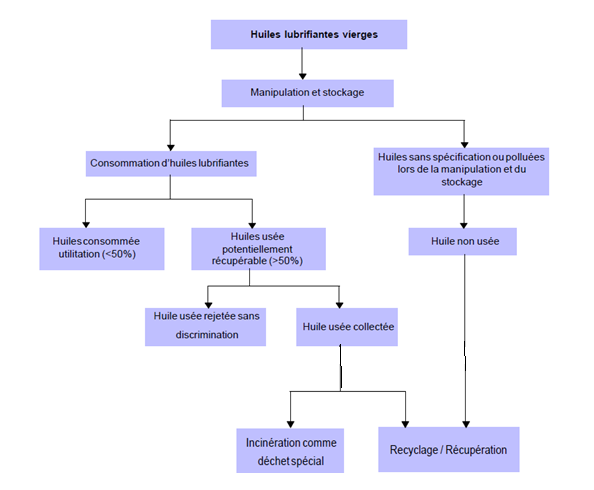 Huiles lubrifiantes vierges
Manipulation et stockage
Consommation d'huiles lubrifiantes
Huiles sans spécification ou polluées
lors de la manipulation et du
stockage
Huiles consommée
utilitation (<50%)
Huiles usée
potentiellement
récupérable (>50%)
Huile non usée
Huile usée rejetée sans
discrimination
Huile usée collectée
Incinération comme
déchet spécial
Recyclage / Récupération